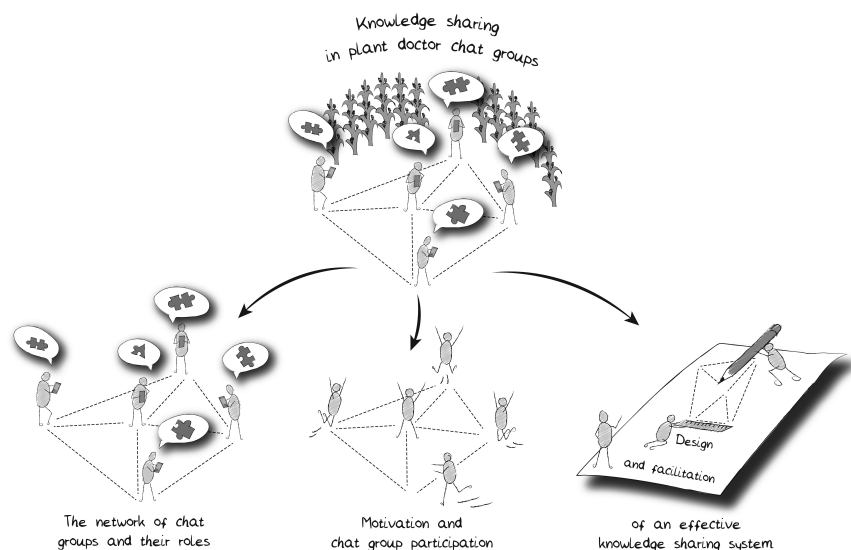 Knowledge sharing
in plant doctor chat groups
The network of chat
groups and their roles
Motivation and
chat group participation
Design
and facilitation
of an effective
knowledge sharing system